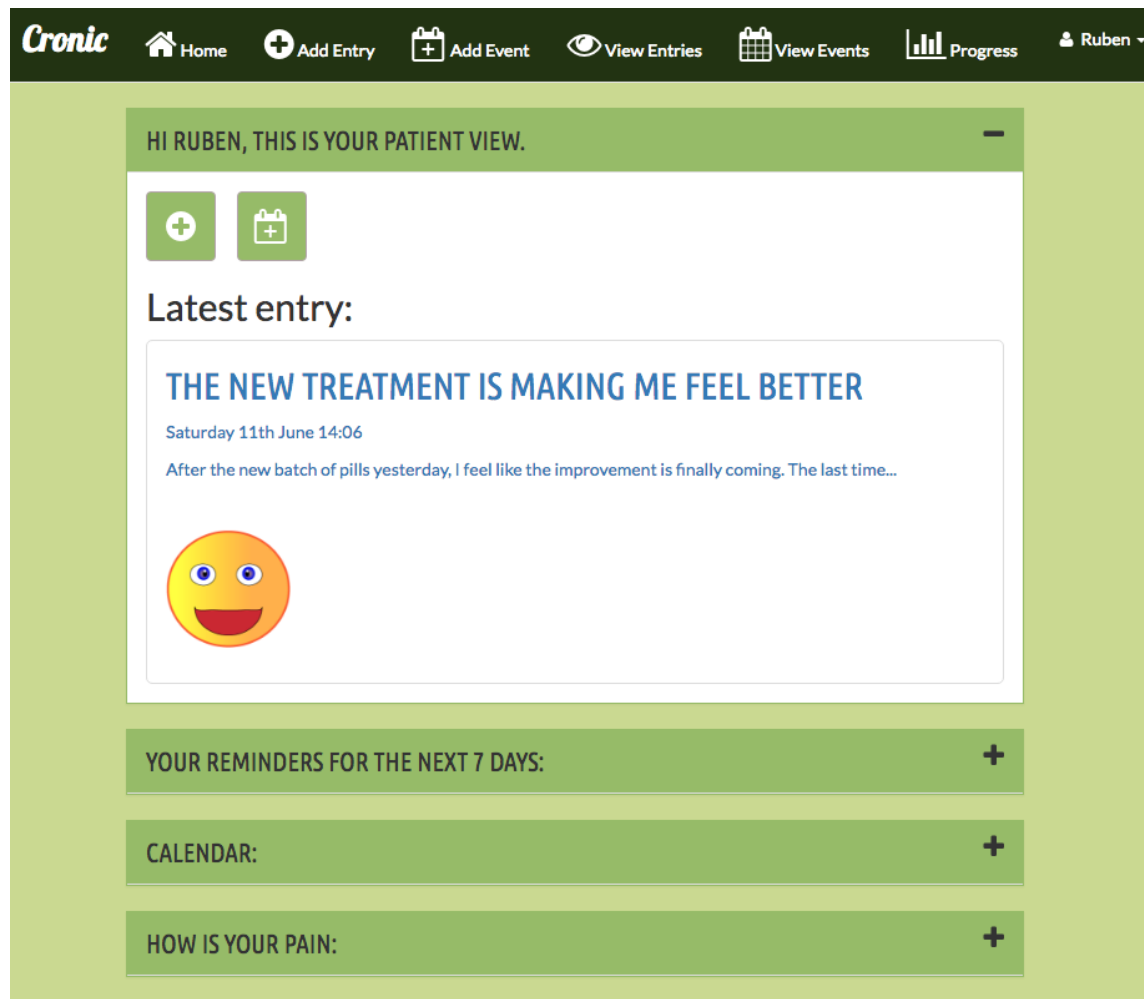 Cronic Home Add Entry Add Event View Entries View Events Progress Ruben
HI RUBEN, THIS IS YOUR PATIENT VIEW.
Latest entry:
THE NEW TREATMENT IS MAKING ME FEEL BETTER
Saturday 11th June 14:06
After the new batch of pills yesterday, I feel like the improvement is finally coming. The last time...
YOUR REMINDERS FOR THE NEXT 7 DAYS:
CALENDAR:
HOW IS YOUR PAIN: